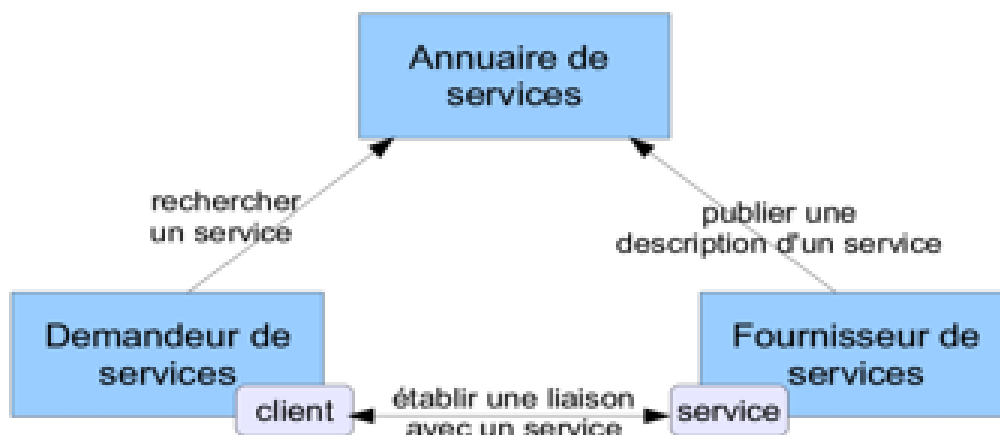 Annuaire de
services
rechercher
un service
publier une
description d'un service
Demandeur de
services
Fournisseur de
services
client
établir une liaison
avec un service
service